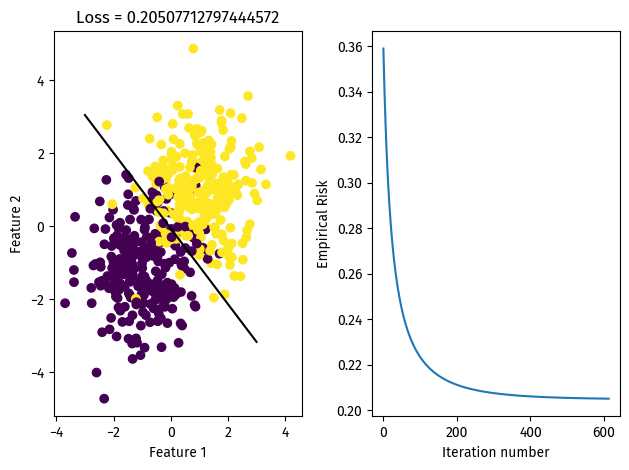 Loss = 0.20507712797444572
4
2
0
−2
−4
Feature 2
−4 −2 0 2 4
Feature 1
0.36
0.34
0.32
0.30
0.28
0.26
0.24
0.22
0.20
Empirical Risk
0 200 400 600
Iteration number